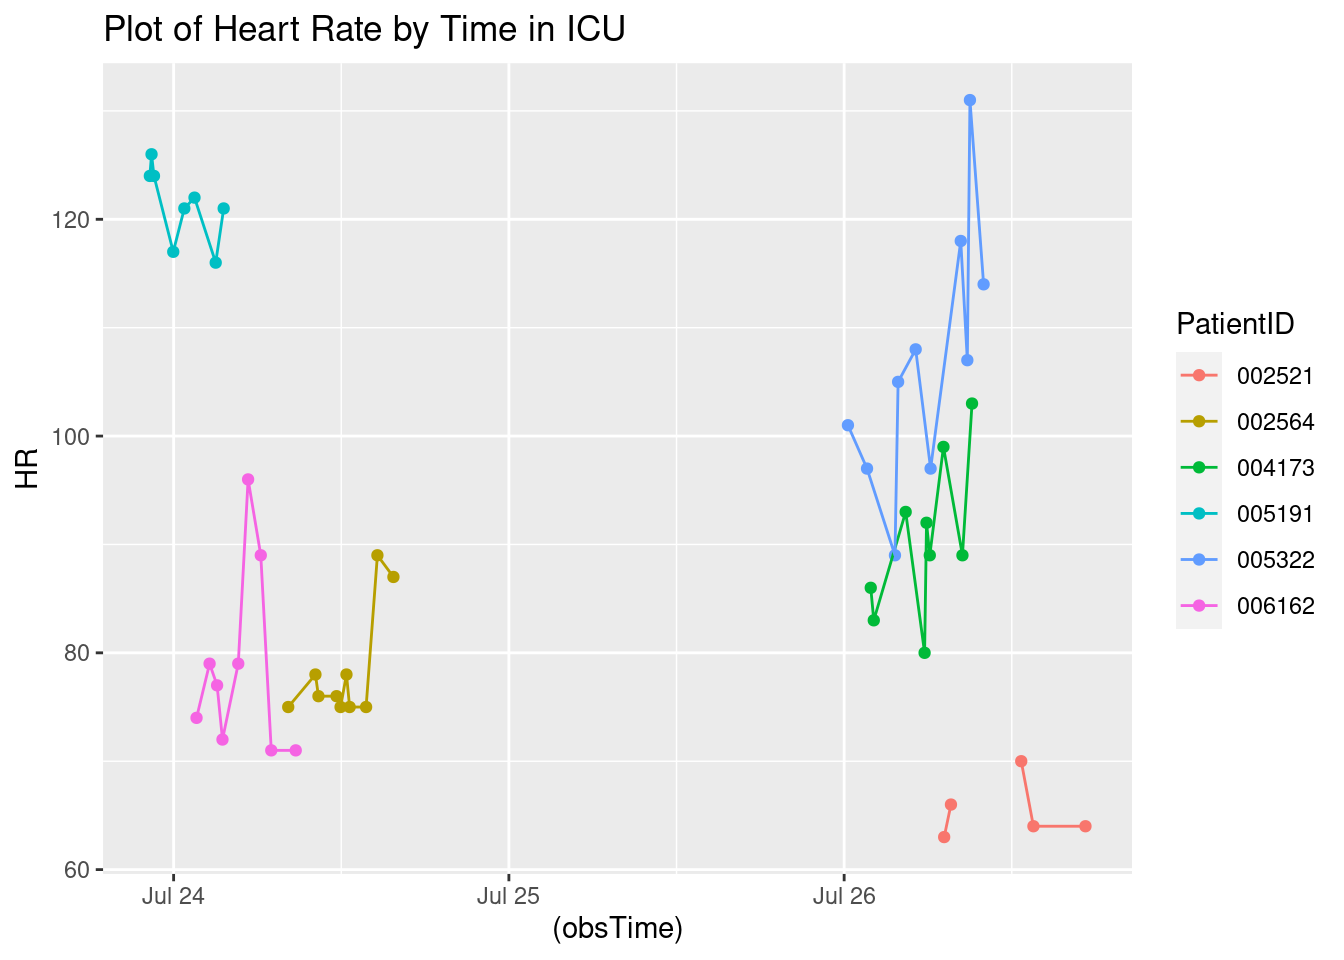 Plot of Heart Rate by Time in ICU
120
100
80
60
HR
Jul 24
Jul 25
Jul 26
(obsTime)
PatientID
002521
002564
004173
005191
005322
006162